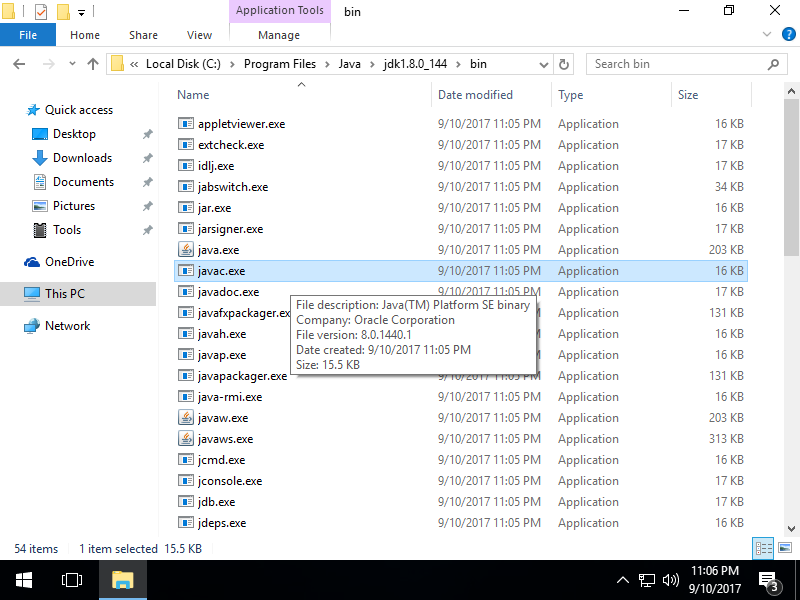 Application Tools
bin
File Home Share View Manage
?
« Local Disk (C:) > Program Files > Java > jdk1.8.0_144 > bin
Search bin
Name Date modified Type Size
Quick access
Desktop
Downloads
Documents
Pictures
Tools
OneDrive
This PC
Network
appletviewer.exe 9/10/2017 11:05 PM Application 16 KB
extcheck.exe 9/10/2017 11:05 PM Application 17 KB
idlj.exe 9/10/2017 11:05 PM Application 17 KB
jabswitch.exe 9/10/2017 11:05 PM Application 34 KB
jar.exe 9/10/2017 11:05 PM Application 16 KB
jarsigner.exe 9/10/2017 11:05 PM Application 17 KB
java.exe 9/10/2017 11:05 PM Application 203 KB
javac.exe 9/10/2017 11:05 PM Application 16 KB
javadoc.exe 9/10/2017 11:05 PM Application 17 KB
javafxpackager.ex Application 131 KB
javah.exe Application 17 KB
javap.exe Application 17 KB
javapackager.exe 9/10/2017 11:05 PM Application 131 KB
java-rmi.exe 9/10/2017 11:05 PM Application 16 KB
javaw.exe 9/10/2017 11:05 PM Application 203 KB
javaws.exe 9/10/2017 11:05 PM Application 313 KB
jcmd.exe 9/10/2017 11:05 PM Application 16 KB
jconsole.exe 9/10/2017 11:05 PM Application 17 KB
jdb.exe 9/10/2017 11:05 PM Application 17 KB
jdeps.exe 9/10/2017 11:05 PM Application 16 KB
File description: Java(TM) Platform SE binary
Company: Oracle Corporation
File version: 8.0.1440.1
Date created: 9/10/2017 11:05 PM
Size: 15.5 KB
54 items 1 item selected 15.5 KB
11:06 PM
9/10/2017
3